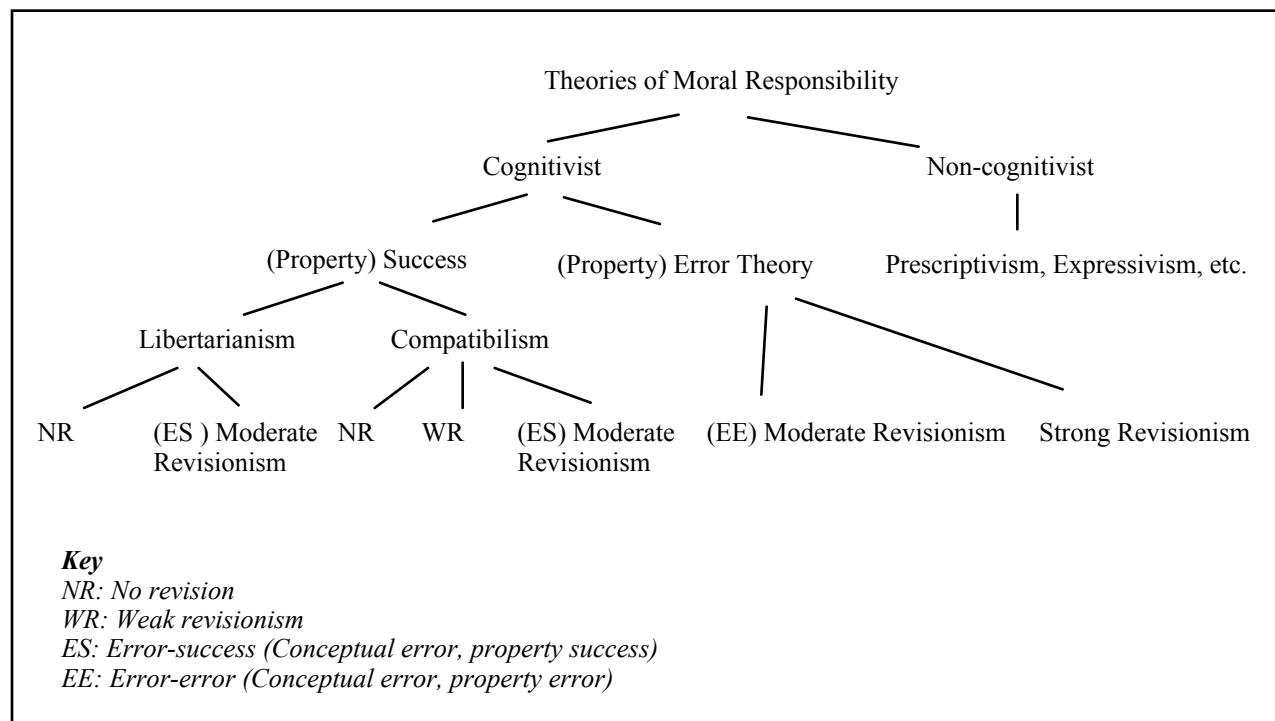 Theories of Moral Responsibility
Cognitivist Non-cognitivist
(Property) Success (Property) Error Theory Prescriptivism, Expressivism, etc.
Libertarianism Compatibilism
NR (ES ) Moderate Revisionism NR WR (ES) Moderate Revisionism (EE) Moderate Revisionism Strong Revisionism
Key
NR: No revision
WR: Weak revisionism
ES: Error-success (Conceptual error, property success)
EE: Error-error (Conceptual error, property error)